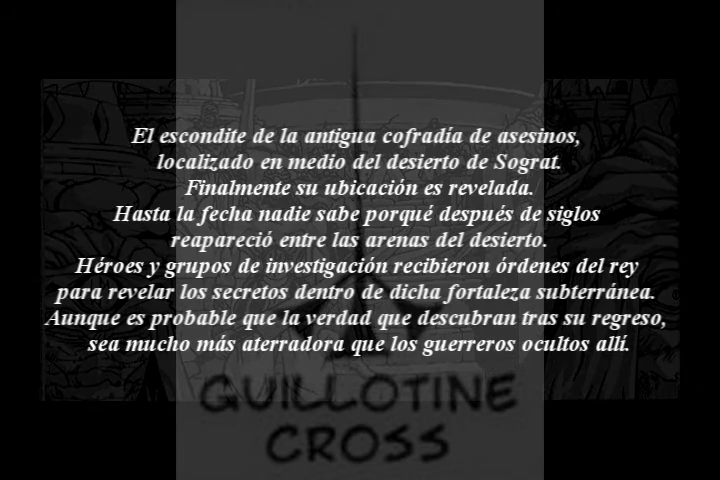 El escondite de la antigua cofradía de asesinos,
localizado en medio del desierto de Sograt.
Finalmente su ubicación es revelada.
Hasta la fecha nadie sabe porqué después de siglos
reapareció entre las arenas del desierto.
Héroes y grupos de investigación recibieron órdenes del rey
para revelar los secretos dentro de dicha fortaleza subterránea.
Aunque es probable que la verdad que descubran tras su regreso,
sea mucho más aterradora que los guerreros ocultos allí.
GUILLOTINE
CROSS